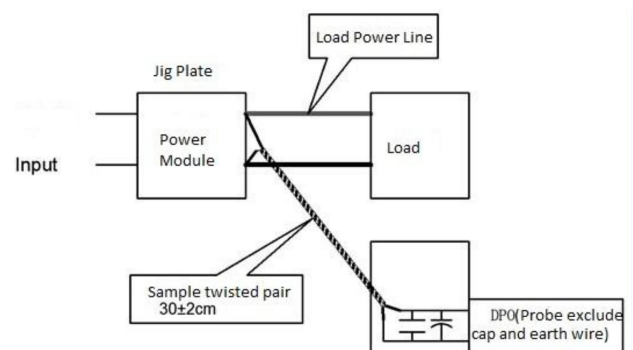 Load Power Line
Jig Plate
Power
Module
Load
Input
Sample twisted pair
30±2cm
DPO(Probe exclude
cap and earth wire)